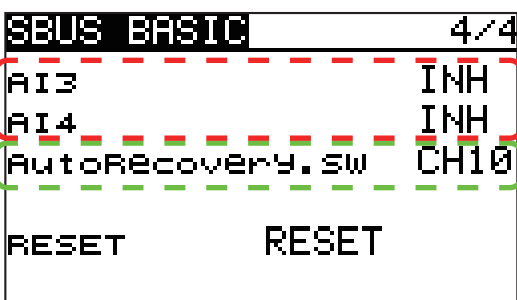 SBUS BASIC 4/4
AI3 INH
AI4 INH
AutoRecovery.SW CH10
RESET RESET